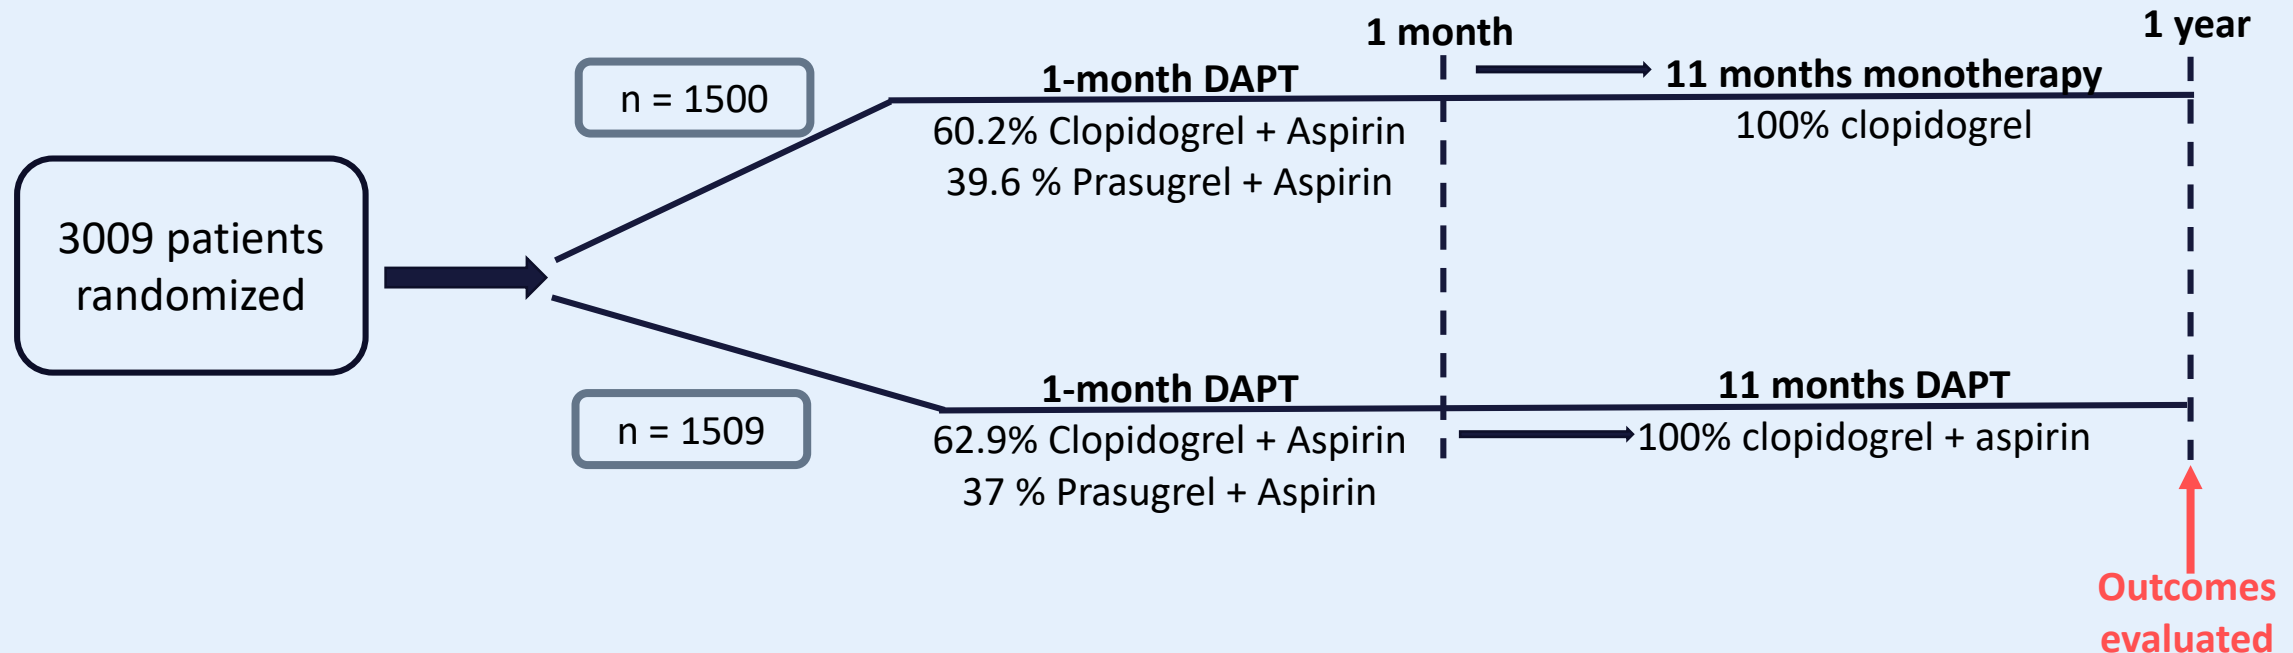 3009 patients
randomized
n = 1500
1-month DAPT
60.2% Clopidogrel + Aspirin
39.6 % Prasugrel + Aspirin
1 month
11 months monotherapy
100% clopidogrel
1 year
n = 1509
1-month DAPT
62.9% Clopidogrel + Aspirin
37 % Prasugrel + Aspirin
11 months DAPT
100% clopidogrel + aspirin
Outcomes
evaluated